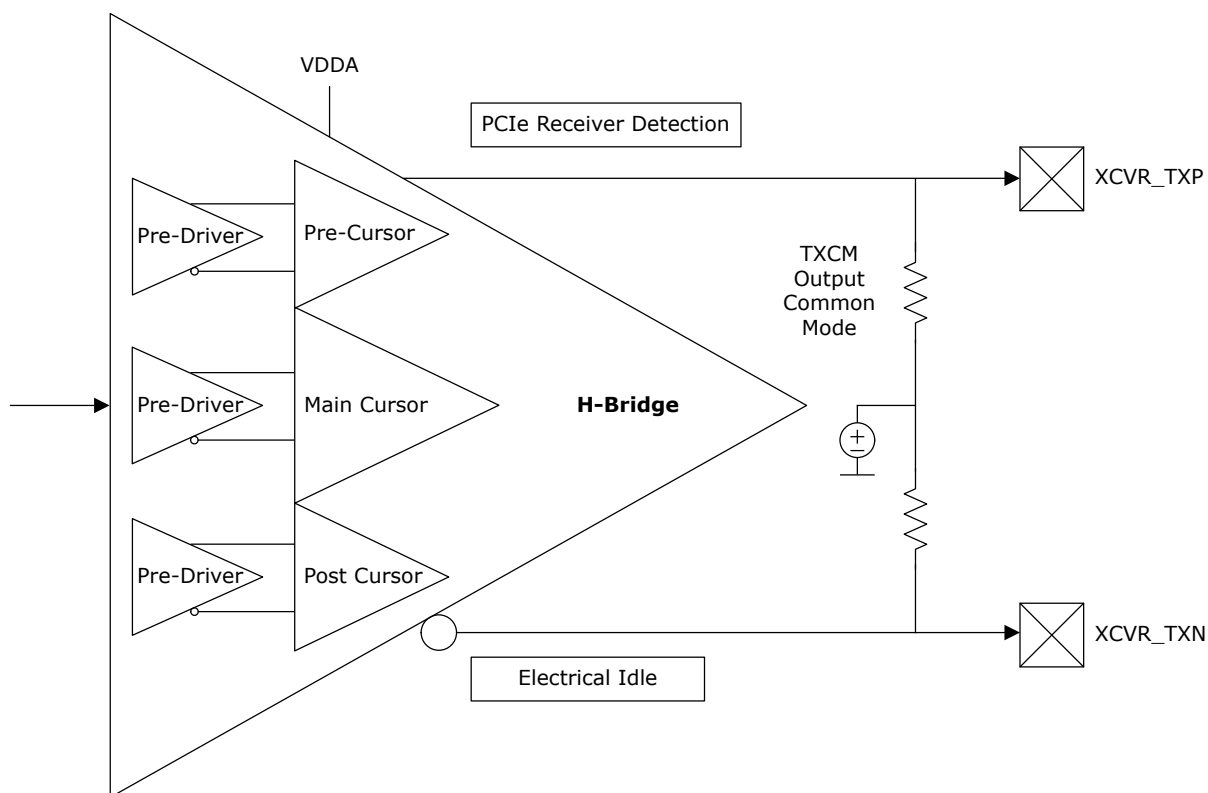 VDDA
PCIe Receiver Detection
XCVR_TXP
Pre-Driver
Pre-Cursor
TXCM
Output
Common
Mode
Pre-Driver
Main Cursor
H-Bridge
Pre-Driver
Post Cursor
XCVR_TXN
Electrical Idle